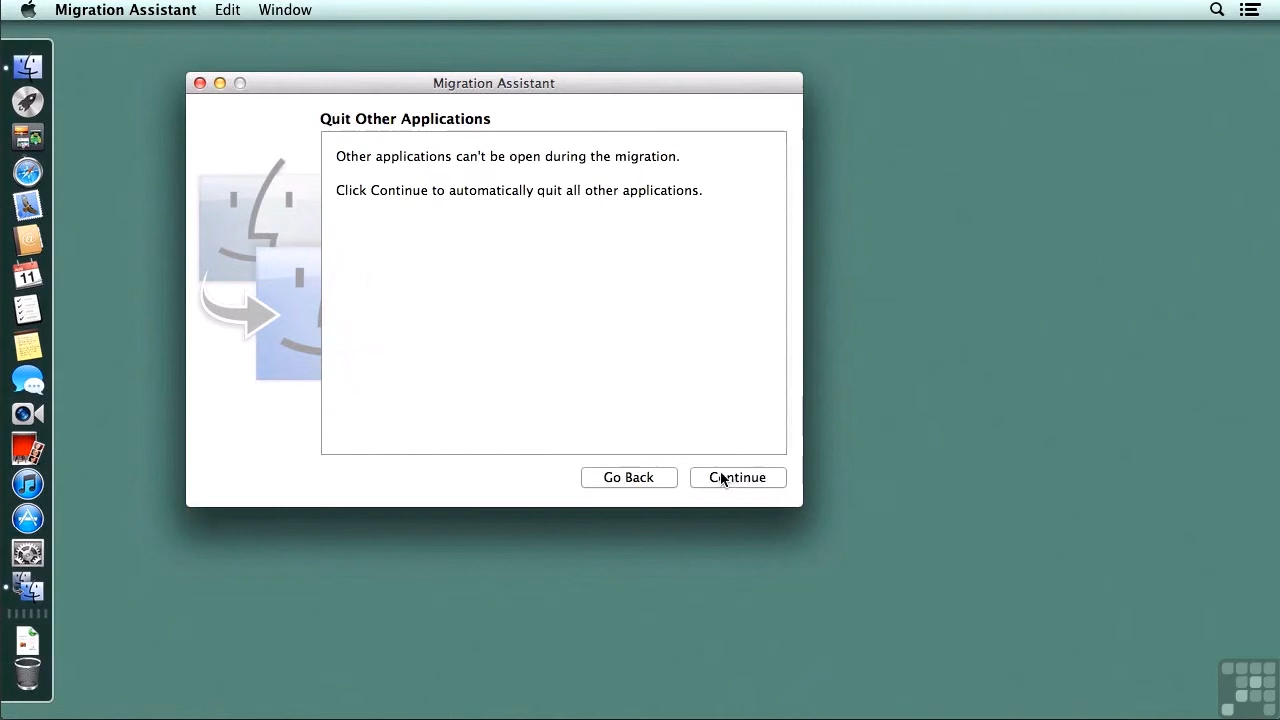 Migration Assistant Edit Window
Migration Assistant
Quit Other Applications
Other applications can't be open during the migration.
Click Continue to automatically quit all other applications.
Go Back Continue
11